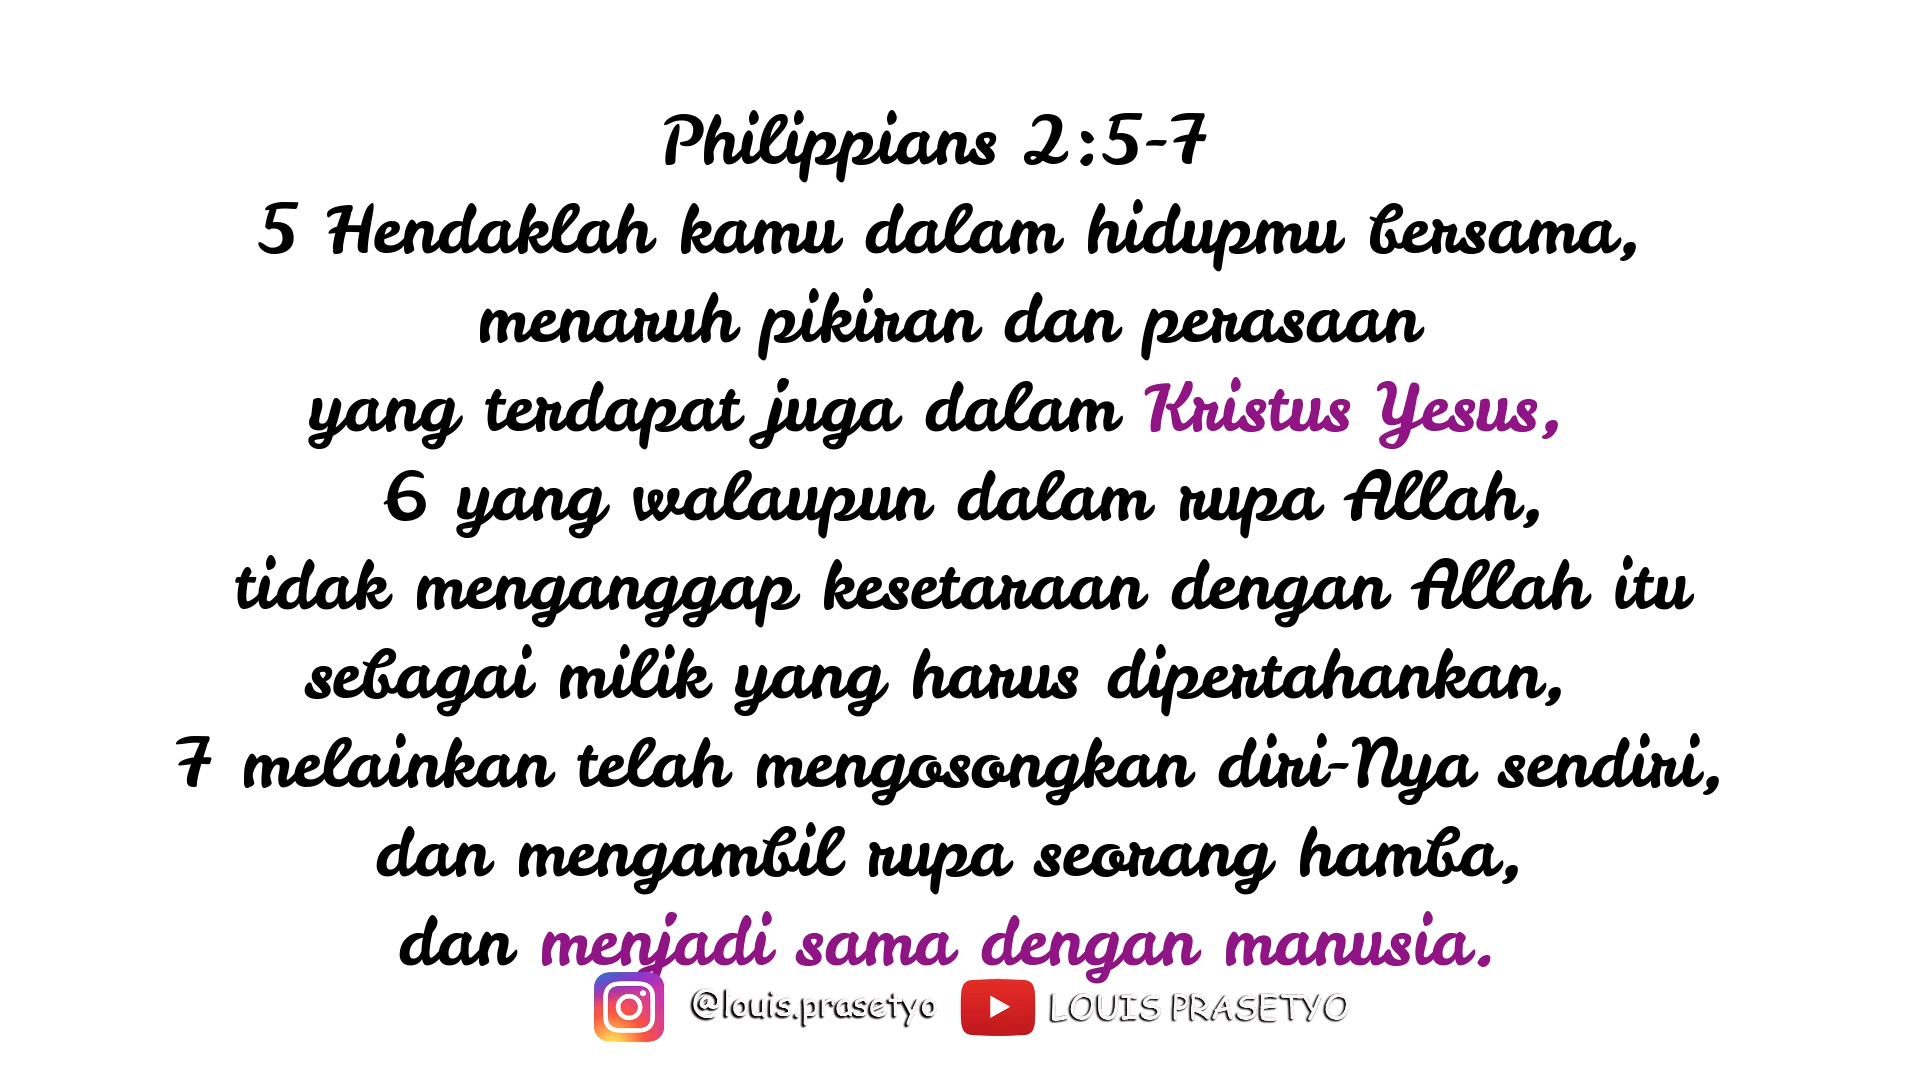 Philippians 2:5-7
5 Hendaklah kamu dalam hidupmu bersama,
menaruh pikiran dan perasaan
yang terdapat juga dalam Kristus Yesus,
6 yang walaupun dalam rupa Allah,
tidak menganggap kesetaraan dengan Allah itu
sebagai milik yang harus dipertahankan,
7 melainkan telah mengosongkan diri-Nya sendiri,
dan mengambil rupa seorang hamba,
dan menjadi sama dengan manusia.
@louis.prasetyo LOUIS PRASETYO